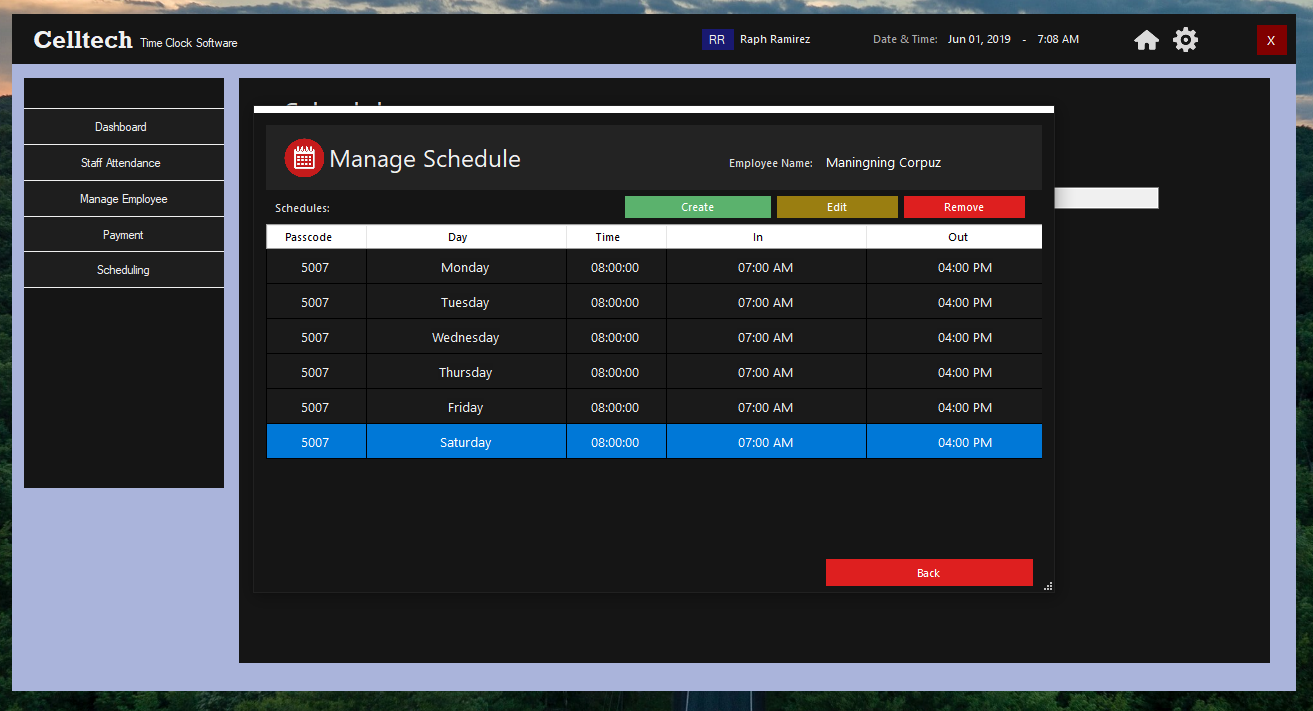 Celltech Time Clock Software RR Raph Ramirez Date & Time: Jun 01, 2019 - 7:08 AM X
Dashboard
Staff Attendance
Manage Employee
Payment
Scheduling
Manage Schedule Employee Name: Maningning Corpuz
Schedules: Create Edit Remove
Passcode Day Time In Out
5007 Monday 08:00:00 07:00 AM 04:00 PM
5007 Tuesday 08:00:00 07:00 AM 04:00 PM
5007 Wednesday 08:00:00 07:00 AM 04:00 PM
5007 Thursday 08:00:00 07:00 AM 04:00 PM
5007 Friday 08:00:00 07:00 AM 04:00 PM
5007 Saturday 08:00:00 07:00 AM 04:00 PM
Back